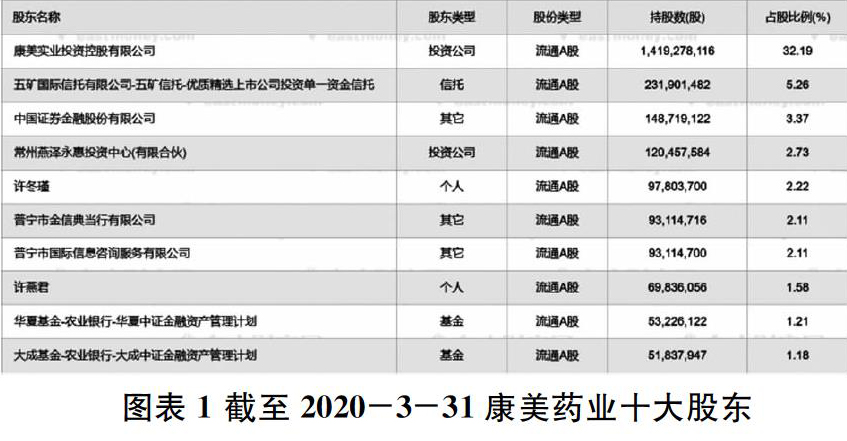 股东名称 股东类型 股份类型 持股数(股) 占股比例(%)
康美实业投资控股有限公司 投资公司 流通A股 1,419,278,116 32.19
五矿国际信托有限公司-五矿信托-优质精选上市公司投资单一资金信托 信托 流通A股 231,901,482 5.26
中国证券金融股份有限公司 其它 流通A股 148,719,122 3.37
常州燕泽永惠投资中心(有限合伙) 投资公司 流通A股 120,457,584 2.73
许冬瑾 个人 流通A股 97,803,700 2.22
普宁市金信典当行有限公司 其它 流通A股 93,114,716 2.11
普宁市国际信息咨询服务有限公司 其它 流通A股 93,114,700 2.11
许燕君 个人 流通A股 69,836,056 1.58
华夏基金-农业银行-华夏中证金融资产管理计划 基金 流通A股 53,226,122 1.21
大成基金-农业银行-大成中证金融资产管理计划 基金 流通A股 51,837,947 1.18
图表 1 截至 2020-3-31 康美药业十大股东